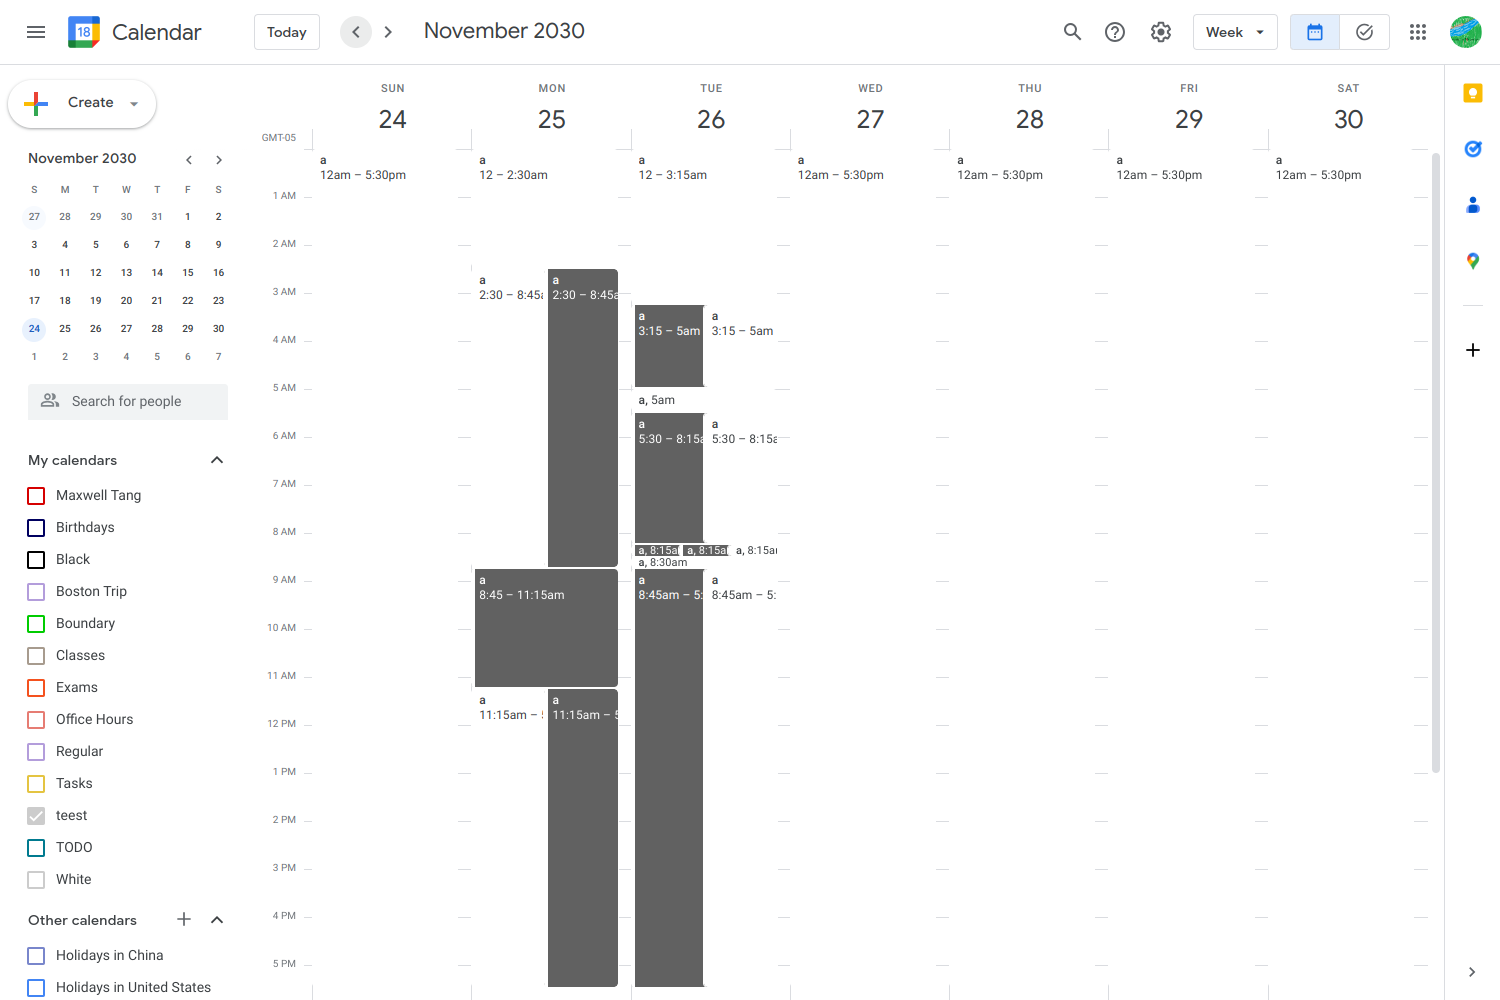 18 Calendar Today November 2030 Week
Create
November 2030
S M T W T F S
27 28 29 30 31 1 2
3 4 5 6 7 8 9
10 11 12 13 14 15 16
17 18 19 20 21 22 23
24 25 26 27 28 29 30
1 2 3 4 5 6 7
Search for people
My calendars
Maxwell Tang
Birthdays
Black
Boston Trip
Boundary
Classes
Exams
Office Hours
Regular
Tasks
teest
TODO
White
Other calendars
Holidays in China
Holidays in United States
SUN MON TUE WED THU FRI SAT
24 25 26 27 28 29 30
GMT-05
a a a a a a a
12am – 5:30pm 12 – 2:30am 12 – 3:15am 12am – 5:30pm 12am – 5:30pm 12am – 5:30pm 12am – 5:30pm
1 AM
2 AM
a a
3 AM 2:30 – 8:45a 2:30 – 8:45a
a a
3:15 – 5am 3:15 – 5am
4 AM
5 AM
a, 5am
a a
6 AM 5:30 – 8:15a 5:30 – 8:15a
7 AM
8 AM
a, 8:15a a, 8:15a a, 8:15a
a, 8:30am
9 AM a a a
8:45 – 11:15am 8:45am – 5: 8:45am – 5:
10 AM
11 AM
a a
11:15am – 5 11:15am – 5
12 PM
1 PM
2 PM
3 PM
4 PM
5 PM